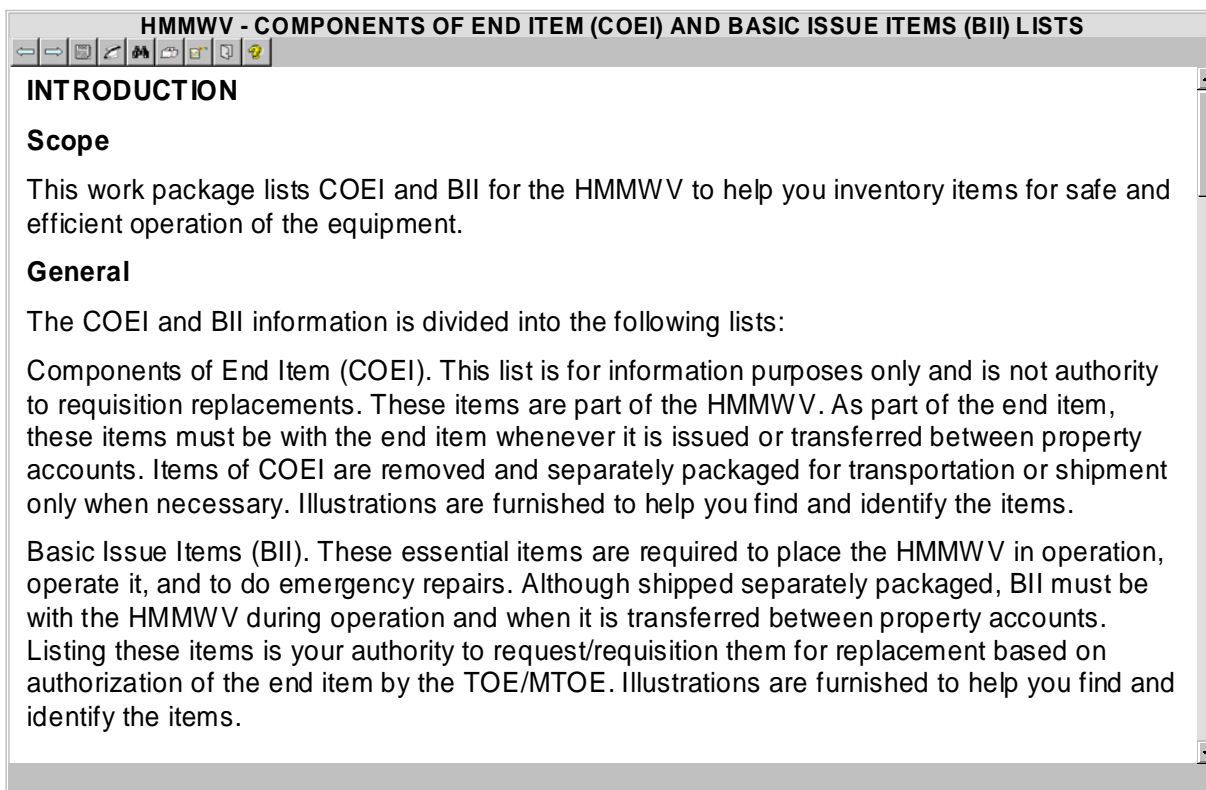 HMMWV - COMPONENTS OF END ITEM (COEI) AND BASIC ISSUE ITEMS (BII) LISTS
INTRODUCTION
Scope
This work package lists COEI and BII for the HMMWV to help you inventory items for safe and
efficient operation of the equipment.
General
The COEI and BII information is divided into the following lists:
Components of End Item (COEI). This list is for information purposes only and is not authority
to requisition replacements. These items are part of the HMMWV. As part of the end item,
these items must be with the end item whenever it is issued or transferred between property
accounts. Items of COEI are removed and separately packaged for transportation or shipment
only when necessary. Illustrations are furnished to help you find and identify the items.
Basic Issue Items (BII). These essential items are required to place the HMMWV in operation,
operate it, and to do emergency repairs. Although shipped separately packaged, BII must be
with the HMMWV during operation and when it is transferred between property accounts.
Listing these items is your authority to request/requisition them for replacement based on
authorization of the end item by the TOE/MTOE. Illustrations are furnished to help you find and
identify the items.